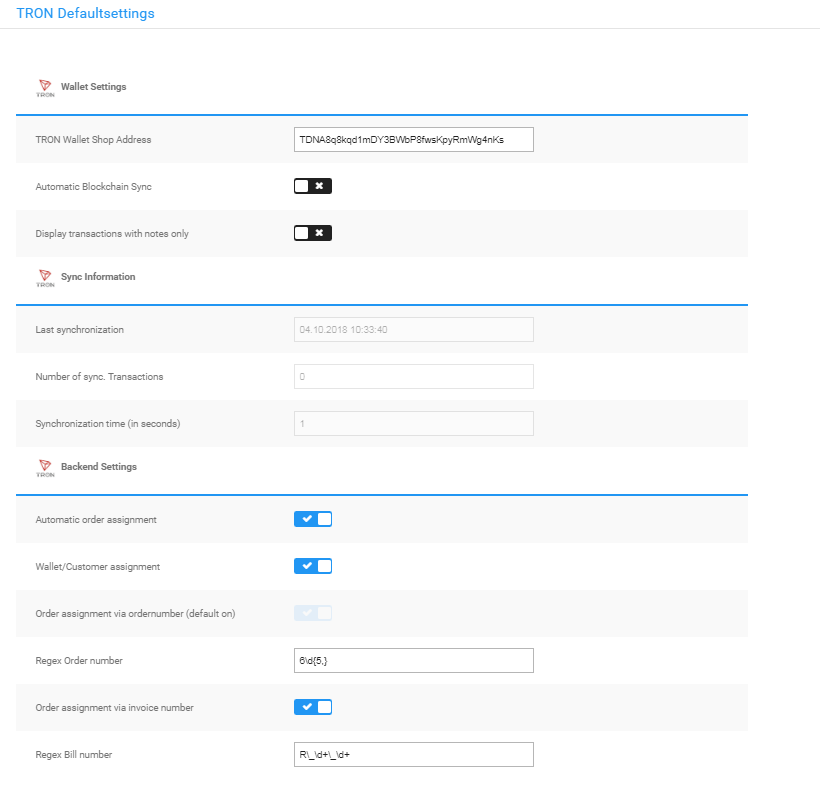 TRON Defaultsettings
TRON Wallet Settings
TRON Wallet Shop Address TDNA8q8kqd1mDY3BWbP8fwsKpyRmWg4nKs
Automatic Blockchain Sync
Display transactions with notes only
TRON Sync Information
Last synchronization 04.10.2018 10:33:40
Number of sync. Transactions 0
Synchronization time (in seconds) 1
TRON Backend Settings
Automatic order assignment
Wallet/Customer assignment
Order assignment via ordernumber (default on)
Regex Order number 6\d{5,}
Order assignment via invoice number
Regex Bill number R\_\d+\_\d+